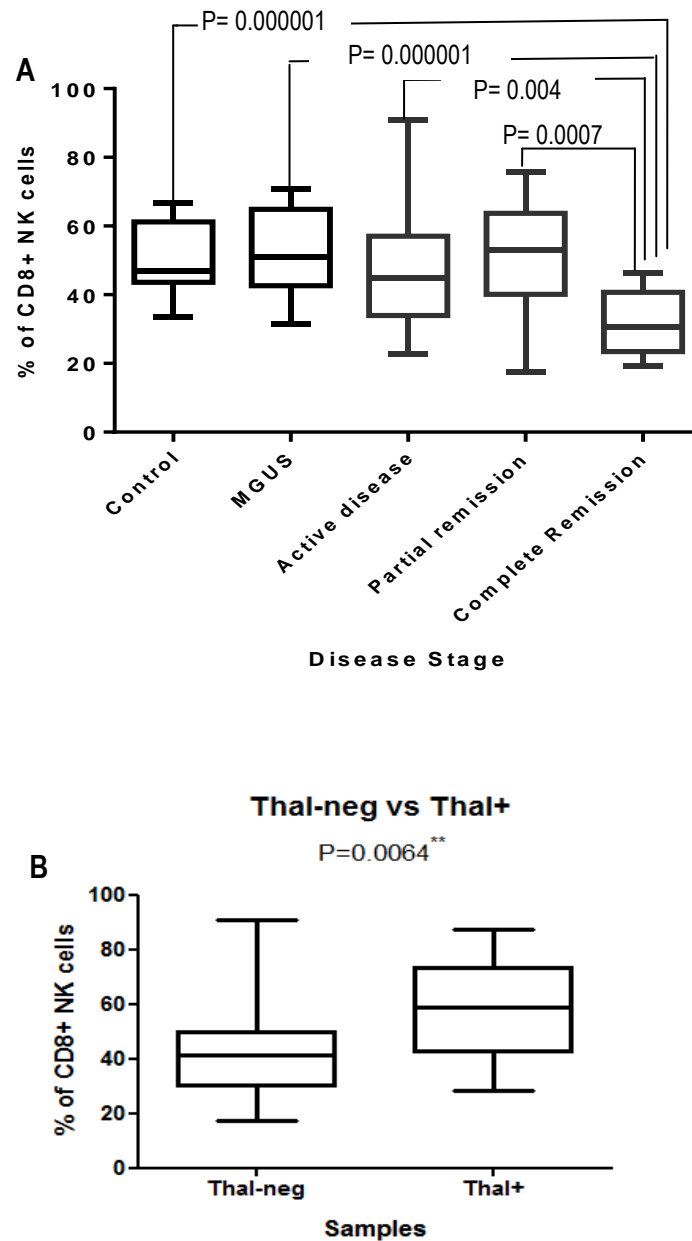 P= 0.000001
A
P= 0.000001
P= 0.004
P= 0.0007
100
80
60
40
20
0
% of CD8+ NK cells
Control
MGUS
Active disease
Partial remission
Complete Remission
Disease Stage
Thal-neg vs Thal+
P=0.0064**
B
100
80
60
40
20
0
% of CD8+ NK cells
Thal-neg Thal+
Samples